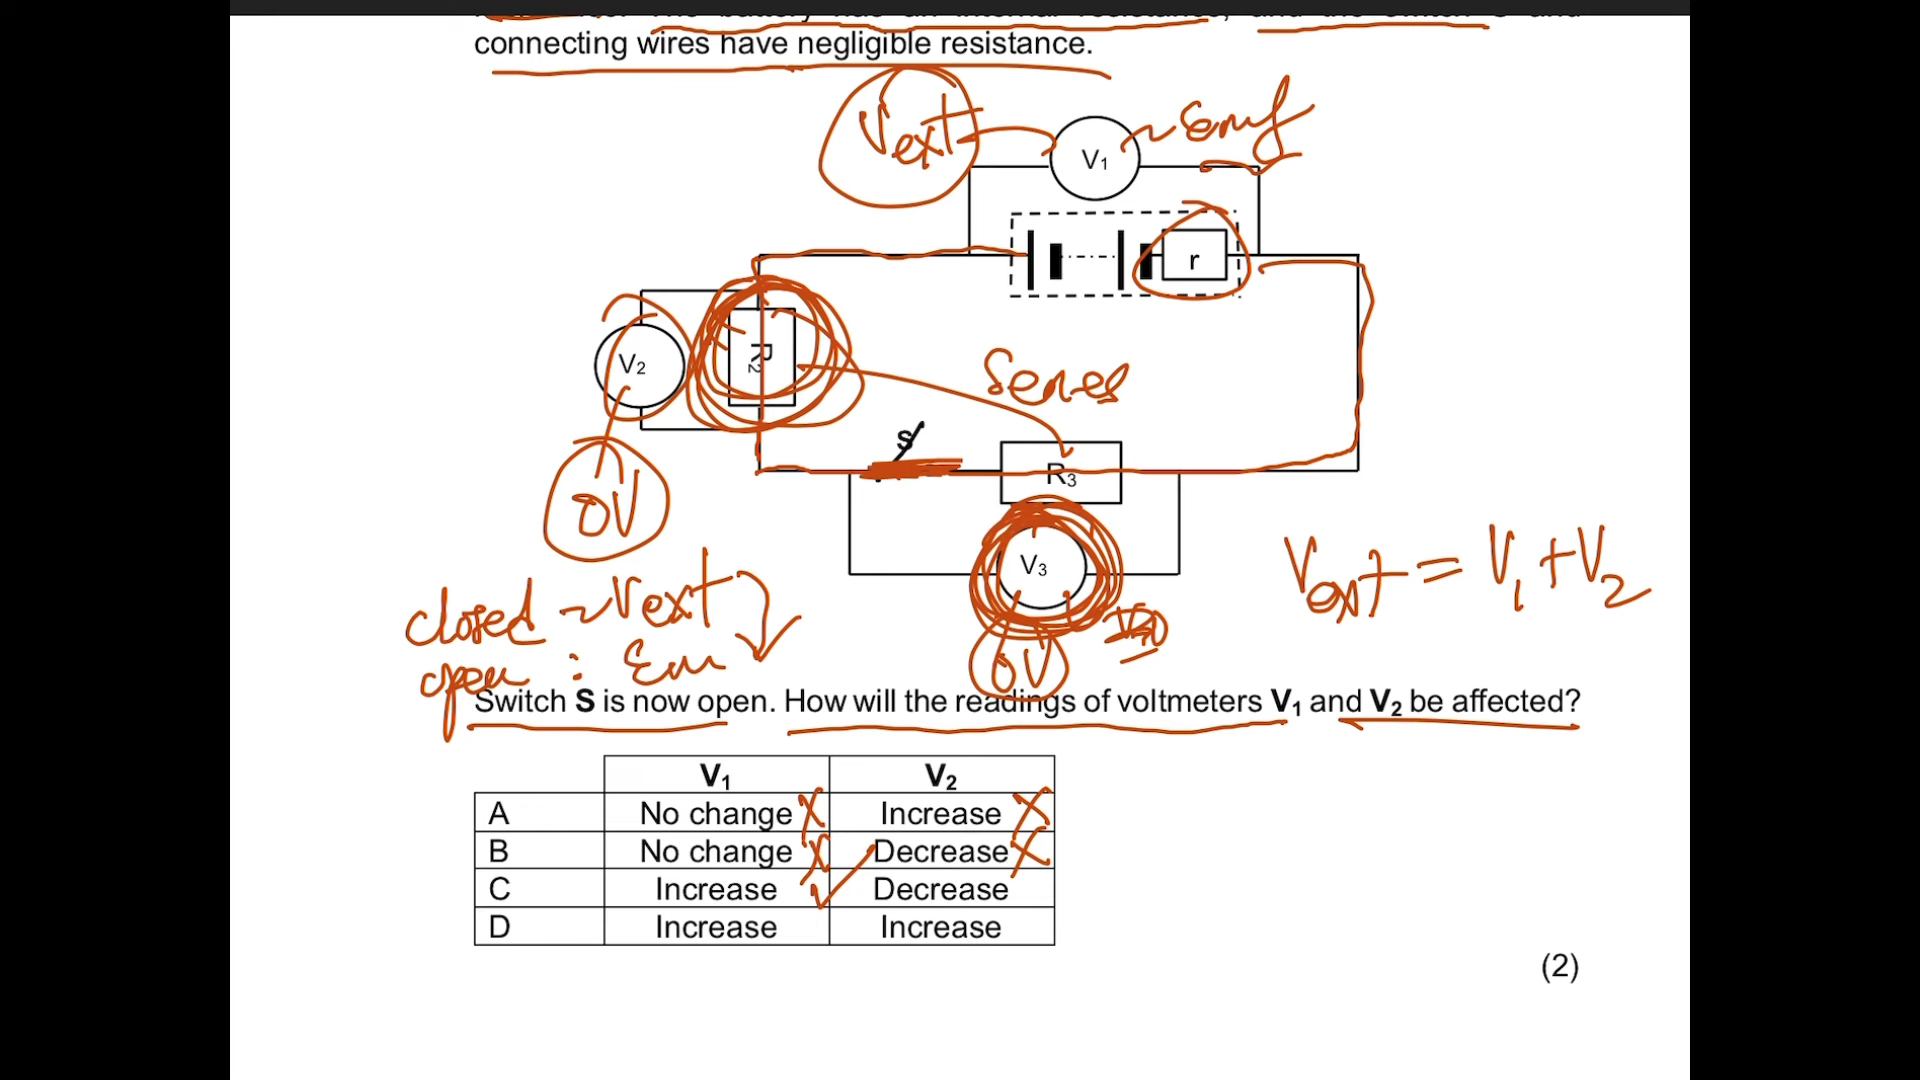 connecting wires have negligible resistance.
Vext
V1
~ emf
r
V2
R2
Series
S
R3
0V
V3
Vext = V1 + V2
closed ~ Vext
0V
open : Em
Switch S is now open. How will the readings of voltmeters V1 and V2 be affected?
V1 V2
A No change X Increase X
B No change X Decrease X
C Increase ✓ Decrease
D Increase Increase
(2)